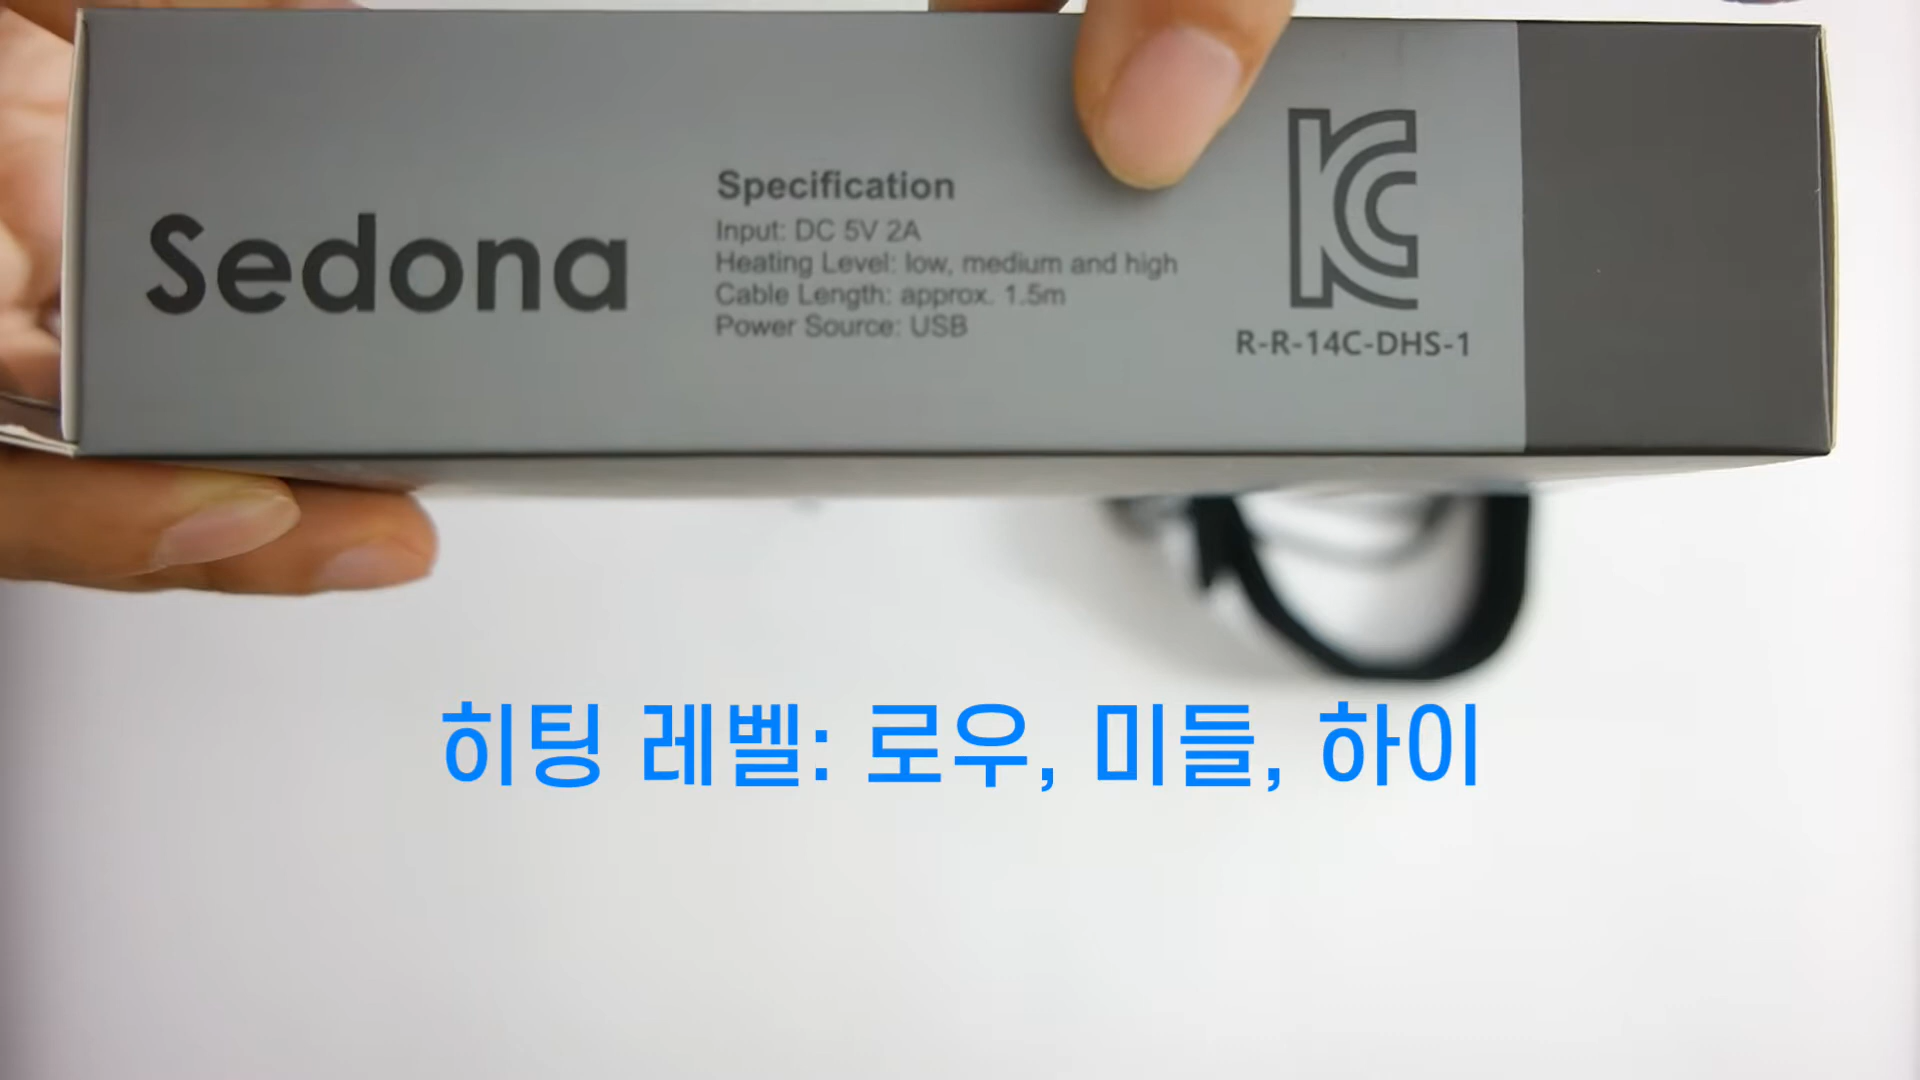 Sedona
Specification
Input: DC 5V 2A
Heating Level: low, medium and high
Cable Length: approx. 1.5m
Power Source: USB
KC
R-R-14C-DHS-1
히팅 레벨: 로우, 미들, 하이